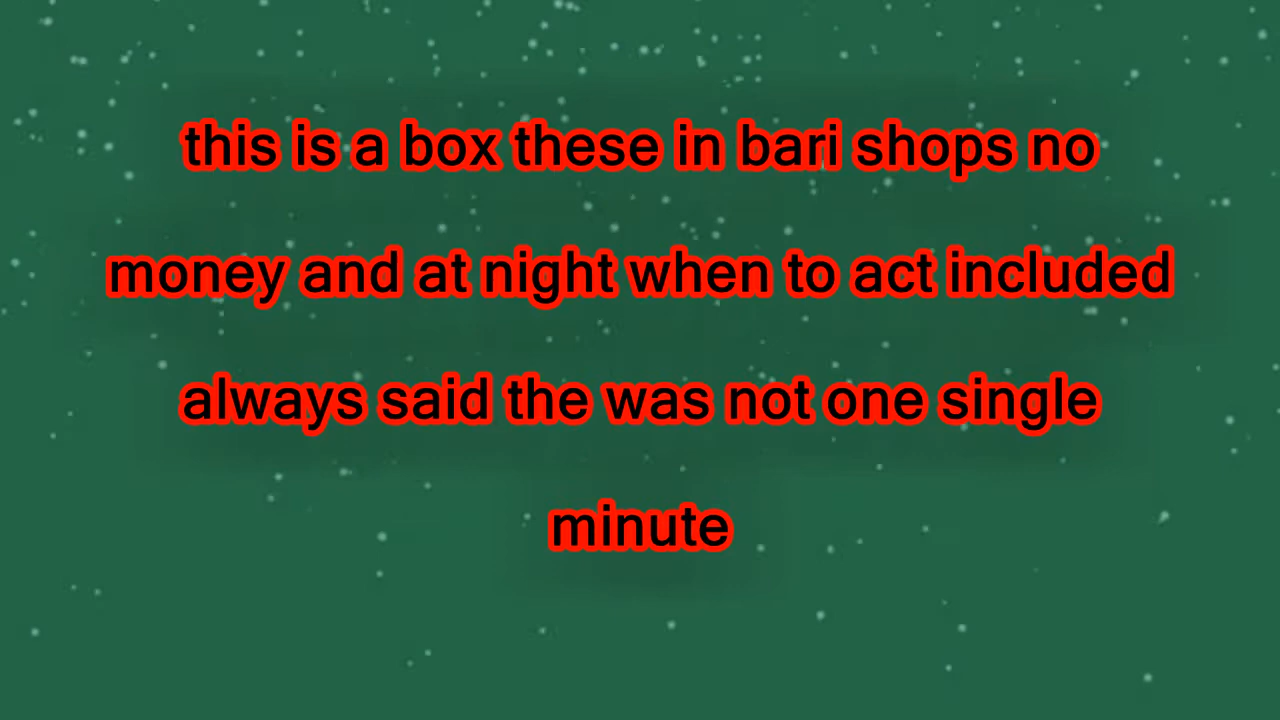 this is a box these in bari shops no
money and at night when to act included
always said the was not one single
minute